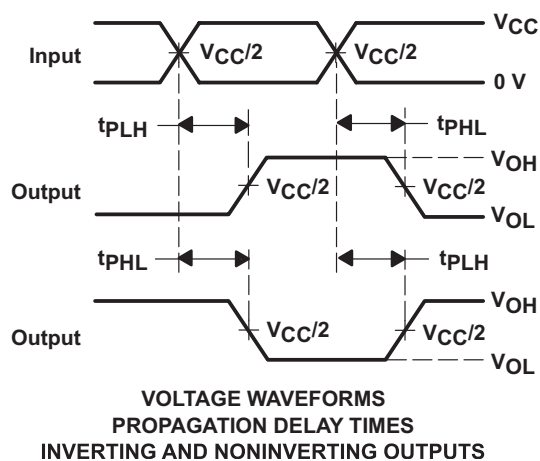 VCC
Input VCC/2 VCC/2
0 V
tPLH tPHL
VOH
Output VCC/2 VCC/2
VOL
tPHL tPLH
VOH
Output VCC/2 VCC/2
VOL
VOLTAGE WAVEFORMS
PROPAGATION DELAY TIMES
INVERTING AND NONINVERTING OUTPUTS